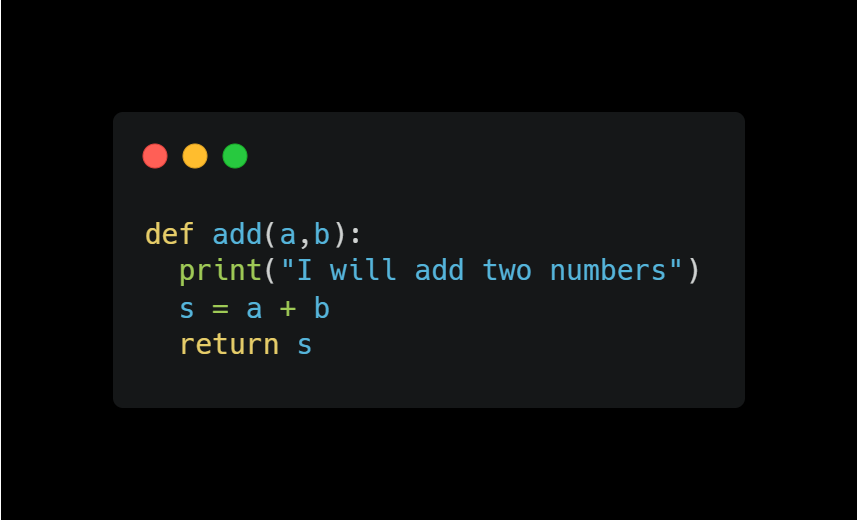 def add(a,b):
  print("I will add two numbers")
  s = a + b
  return s